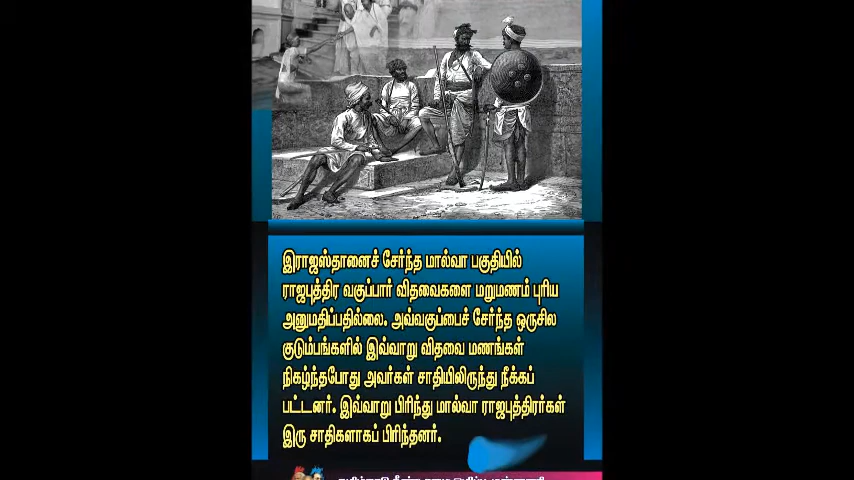 இராஜஸ்தானைச் சேர்ந்த மால்வா பகுதியில்
ராஜபுத்திர வகுப்பார் விதவைகளை மறுமணம் புரிய
அனுமதிப்பதில்லை. அவ்வகுப்பைச் சேர்ந்த ஒருசில
குடும்பங்களில் இவ்வாறு விதவை மணங்கள்
நிகழ்ந்தபோது அவர்கள் சாதியிலிருந்து நீக்கப்
பட்டனர். இவ்வாறு பிரிந்து மால்வா ராஜபுத்திரர்கள்
இரு சாதிகளாகப் பிரிந்தனர்.